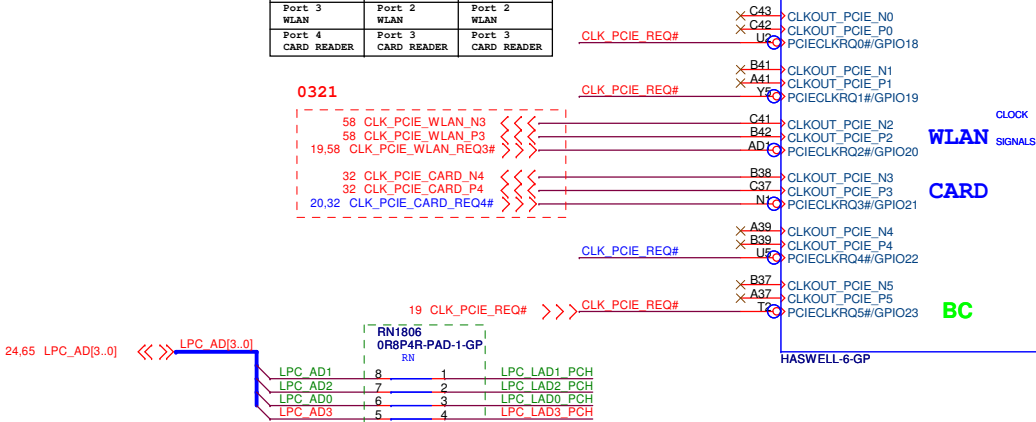 Port 3 WLAN Port 2 WLAN Port 2 WLAN
Port 4 CARD READER Port 3 CARD READER Port 3 CARD READER
C43 CLKOUT_PCIE_N0
C42 CLKOUT_PCIE_P0
CLK_PCIE_REQ# U2 PCIECLKRQ0#/GPIO18
B41 CLKOUT_PCIE_N1
A41 CLKOUT_PCIE_P1
CLK_PCIE_REQ# Y5 PCIECLKRQ1#/GPIO19
0321
58 CLK_PCIE_WLAN_N3 C41 CLKOUT_PCIE_N2
58 CLK_PCIE_WLAN_P3 B42 CLKOUT_PCIE_P2
19,58 CLK_PCIE_WLAN_REQ3# AD1 PCIECLKRQ2#/GPIO20
WLAN
CLOCK
SIGNALS
32 CLK_PCIE_CARD_N4 B38 CLKOUT_PCIE_N3
32 CLK_PCIE_CARD_P4 C37 CLKOUT_PCIE_P3
20,32 CLK_PCIE_CARD_REQ4# N1 PCIECLKRQ3#/GPIO21
CARD
A39 CLKOUT_PCIE_N4
B39 CLKOUT_PCIE_P4
CLK_PCIE_REQ# U5 PCIECLKRQ4#/GPIO22
B37 CLKOUT_PCIE_N5
A37 CLKOUT_PCIE_P5
19 CLK_PCIE_REQ# CLK_PCIE_REQ# T2 PCIECLKRQ5#/GPIO23
BC
HASWELL-6-GP
RN1806
0R8P4R-PAD-1-GP
RN
24,65 LPC_AD[3..0] LPC_AD[3..0]
LPC_AD1 8 1 LPC_LAD1_PCH
LPC_AD2 7 2 LPC_LAD2_PCH
LPC_AD0 6 3 LPC_LAD0_PCH
LPC_AD3 5 4 LPC_LAD3_PCH